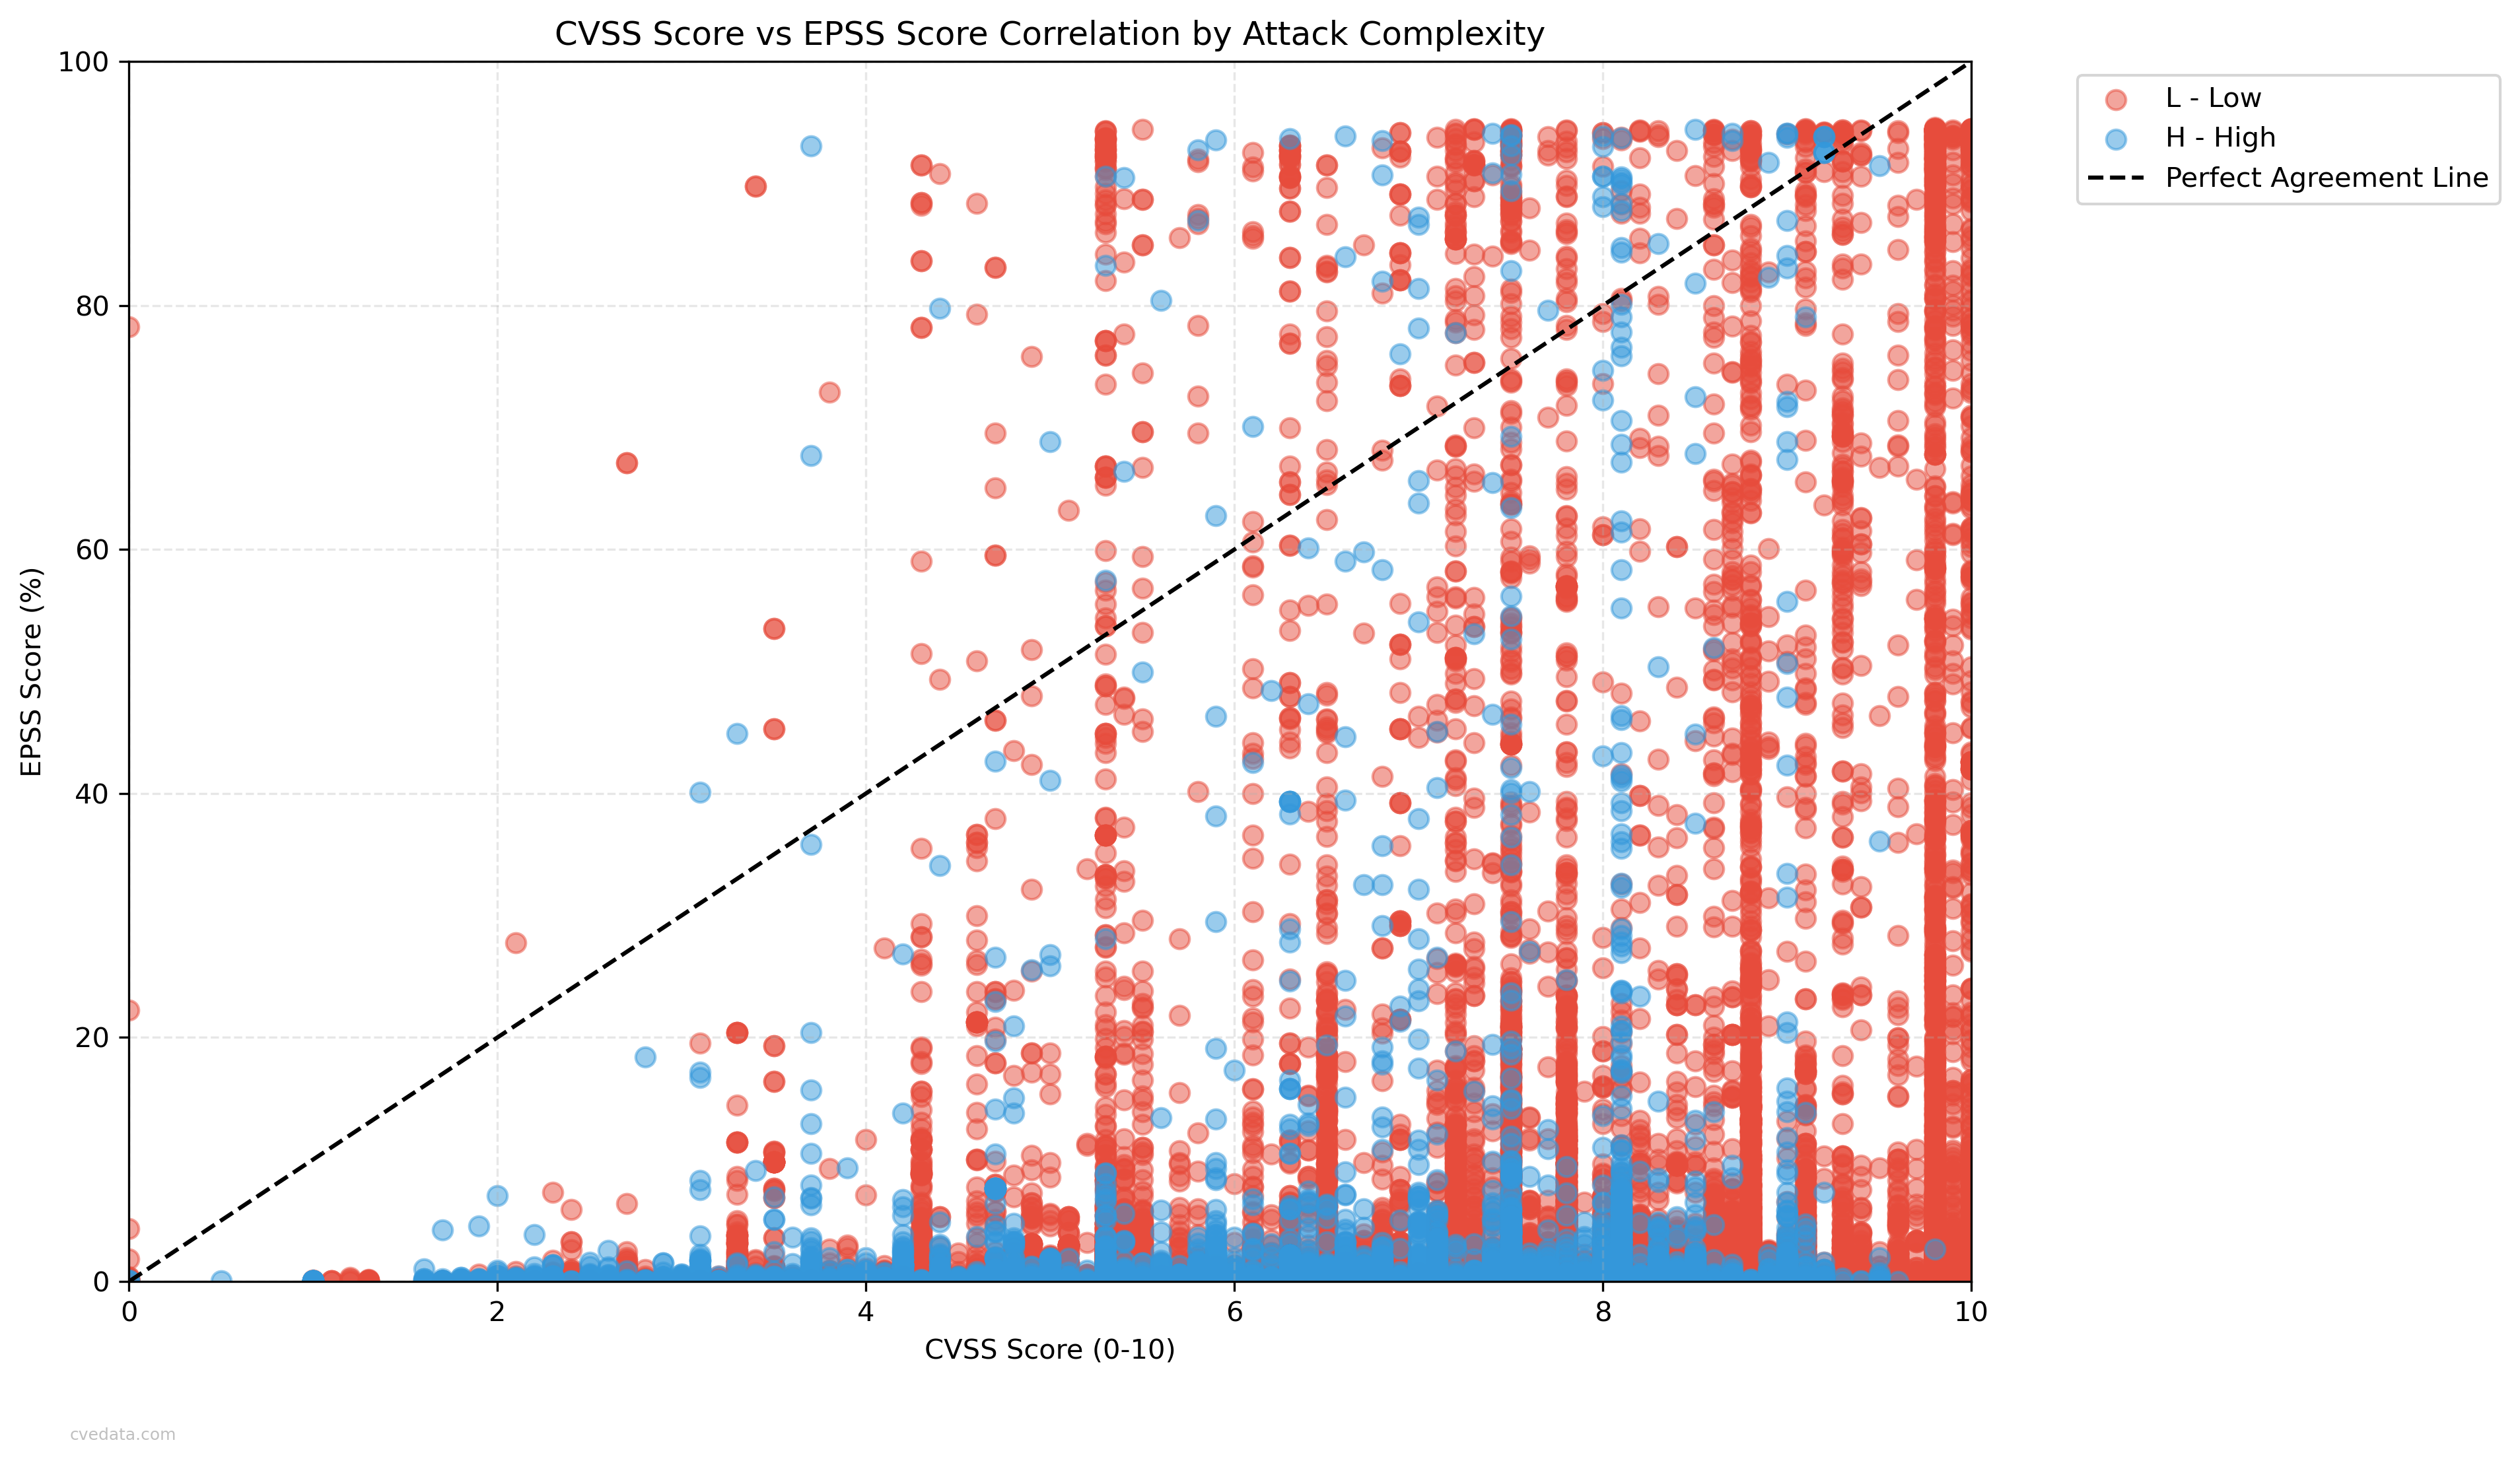 CVSS Score vs EPSS Score Correlation by Attack Complexity
100
80
60
40
20
0
EPSS Score (%)
0 2 4 6 8 10
CVSS Score (0-10)
L - Low
H - High
Perfect Agreement Line
cvedata.com